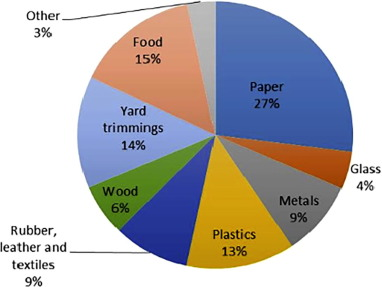 Other
3%
Food
15%
Paper
27%
Yard
trimmings
14%
Glass
4%
Wood
6%
Metals
9%
Plastics
13%
Rubber,
leather and
textiles
9%